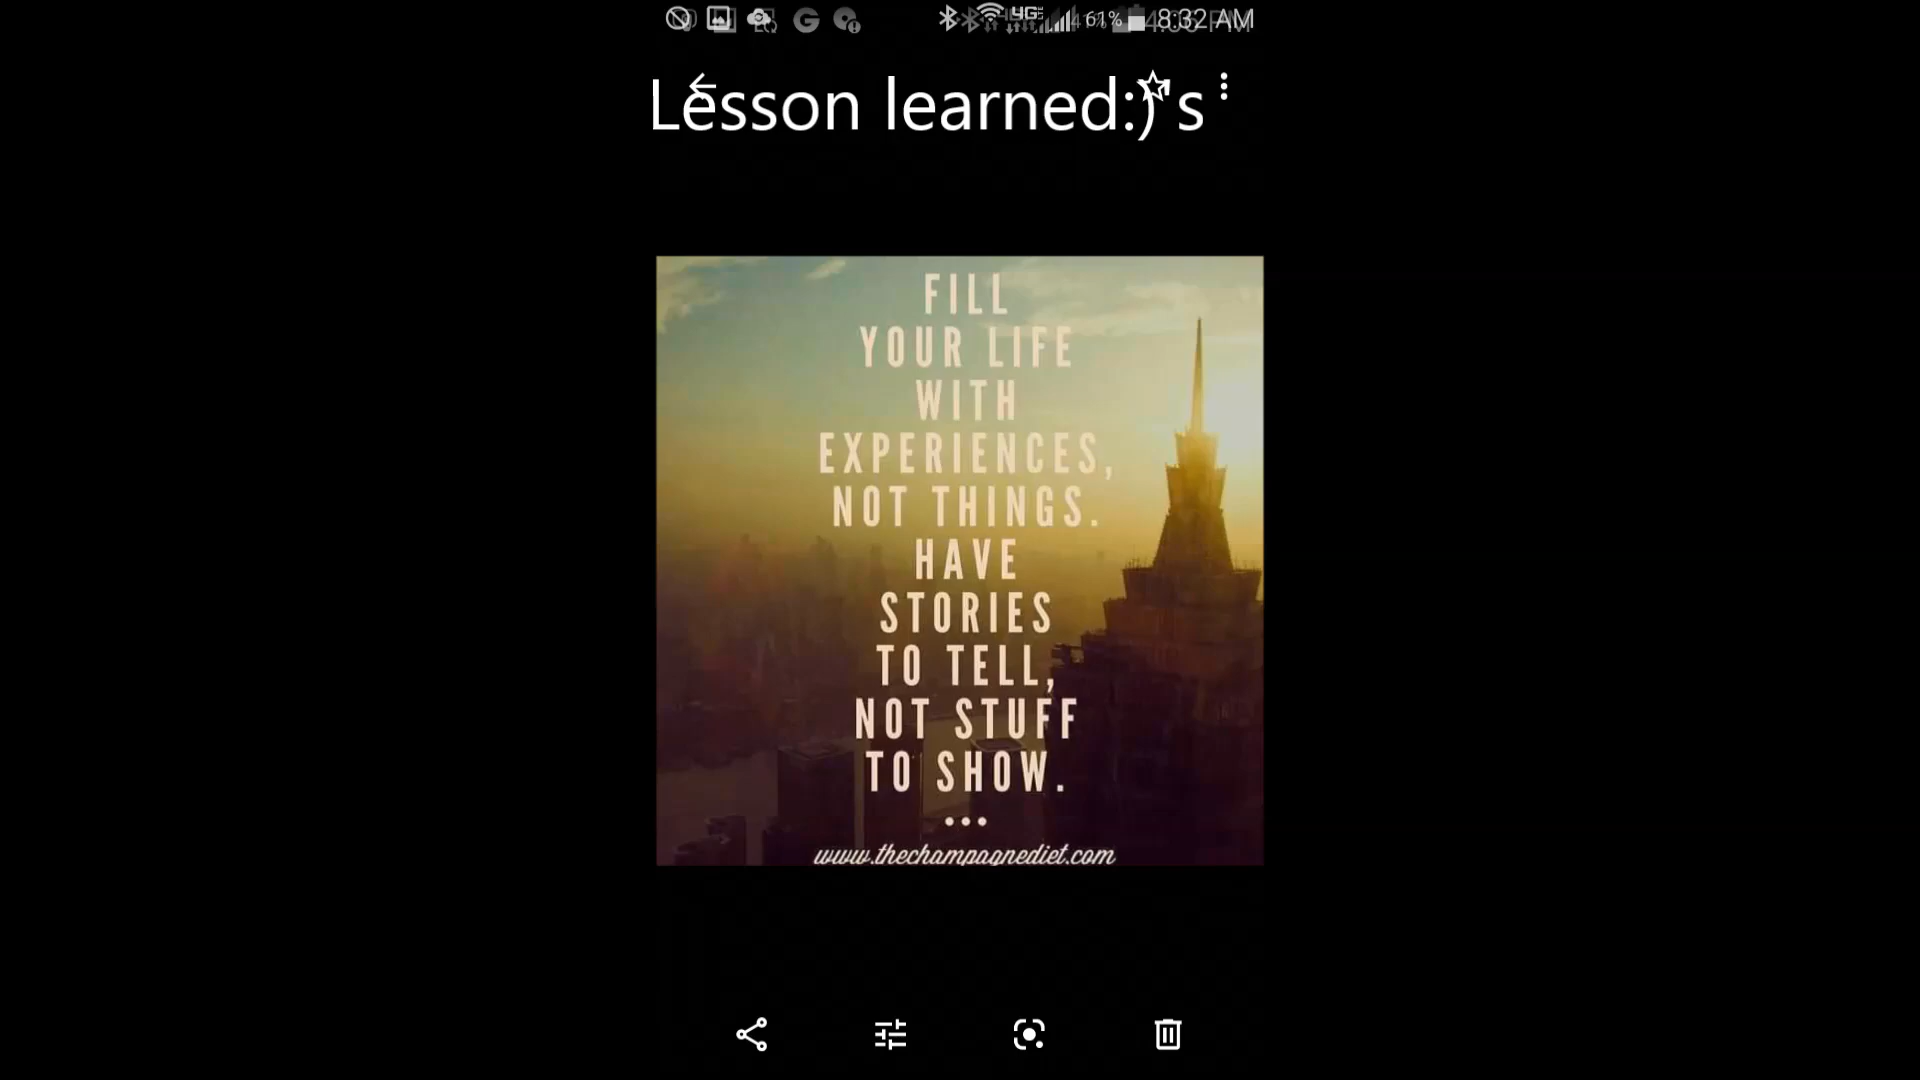 61% 8:32 AM
Lesson learned:)'s
FILL
YOUR LIFE
WITH
EXPERIENCES,
NOT THINGS.
HAVE
STORIES
TO TELL,
NOT STUFF
TO SHOW.
...
www.thechampagnediet.com